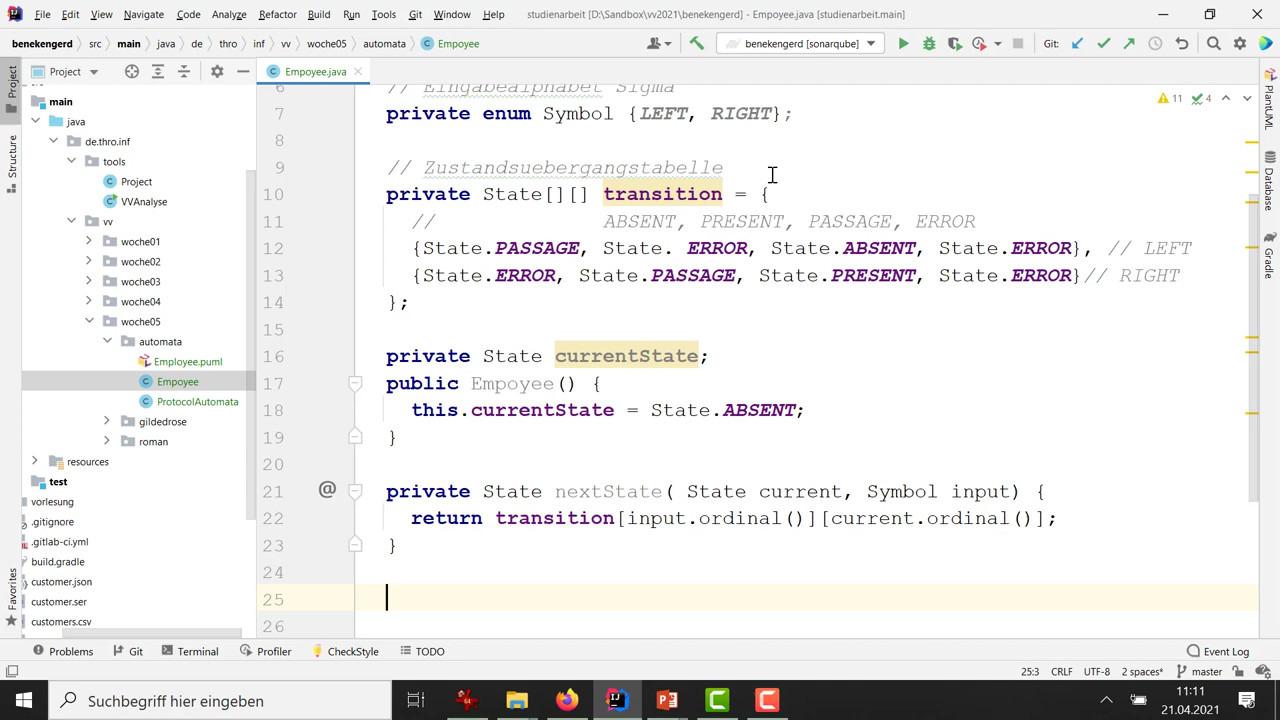 File Edit View Navigate Code Analyze Refactor Build Run Tools Git Window Help studienarbeit [D:\Sandbox\vv2021\benekengerd] - Empoyee.java [studienarbeit.main]
benekengerd src main java de thro inf vv woche05 automata Empoyee benekengerd [sonarqube] Git:
Project Empoyee.java
Project
Structure
Favorites
main
java
de.thro.inf
tools
Project
VVAnalyse
vv
woche01
woche02
woche03
woche04
woche05
automata
Employee.puml
Empoyee
ProtocolAutomata
gildedrose
roman
resources
test
vorlesung
.gitignore
.gitlab-ci.yml
build.gradle
customer.json
customer.ser
customers.csv
6 // Eingabealphabet Sigma
7 private enum Symbol {LEFT, RIGHT};
8
9 // Zustandsuebergangstabelle
10 private State[][] transition = {
11 // ABSENT, PRESENT, PASSAGE, ERROR
12 {State.PASSAGE, State. ERROR, State.ABSENT, State.ERROR}, // LEFT
13 {State.ERROR, State.PASSAGE, State.PRESENT, State.ERROR}// RIGHT
14 };
15
16 private State currentState;
17 public Empoyee() {
18 this.currentState = State.ABSENT;
19 }
20
21 @ private State nextState( State current, Symbol input) {
22 return transition[input.ordinal()][current.ordinal()];
23 }
24
25
26
11 4
PlantUML
Database
Gradle
Problems Git Terminal Profiler CheckStyle TODO Event Log
25:3 CRLF UTF-8 2 spaces* master
Suchbegriff hier eingeben
11:11
21.04.2021